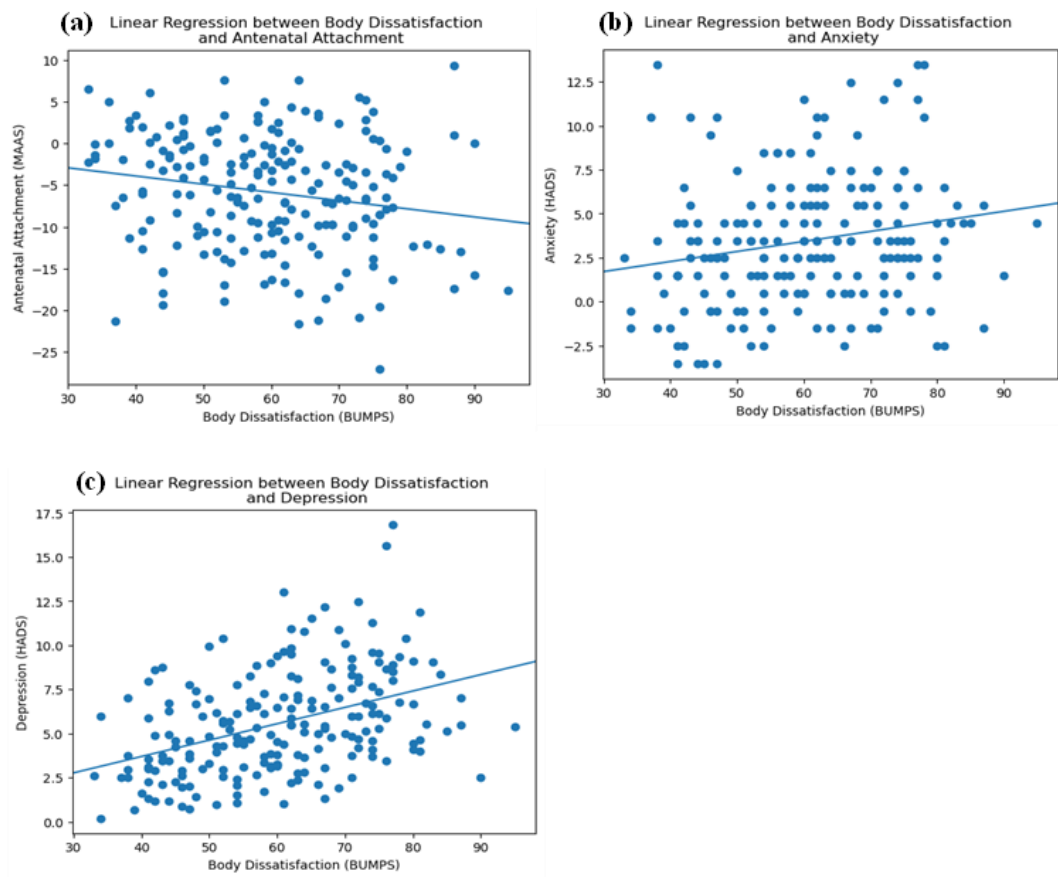 (a) Linear Regression between Body Dissatisfaction
and Antenatal Attachment
10
5
0
−5
−10
−15
−20
−25
Antenatal Attachment (MAAS)
30 40 50 60 70 80 90
Body Dissatisfaction (BUMPS)
(b) Linear Regression between Body Dissatisfaction
and Anxiety
12.5
10.0
7.5
5.0
2.5
0.0
−2.5
Anxiety (HADS)
30 40 50 60 70 80 90
Body Dissatisfaction (BUMPS)
(c) Linear Regression between Body Dissatisfaction
and Depression
17.5
15.0
12.5
10.0
7.5
5.0
2.5
0.0
Depression (HADS)
30 40 50 60 70 80 90
Body Dissatisfaction (BUMPS)